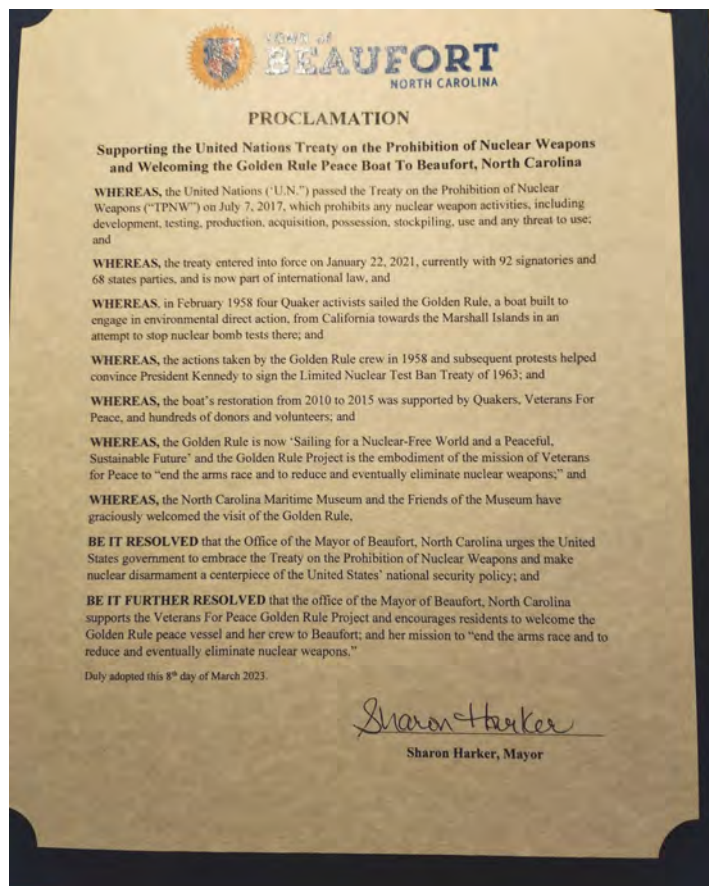 TOWN of
BEAUFORT
NORTH CAROLINA
PROCLAMATION
Supporting the United Nations Treaty on the Prohibition of Nuclear Weapons
and Welcoming the Golden Rule Peace Boat To Beaufort, North Carolina
WHEREAS, the United Nations ('U.N.") passed the Treaty on the Prohibition of Nuclear
Weapons ("TPNW") on July 7, 2017, which prohibits any nuclear weapon activities, including
development, testing, production, acquisition, possession, stockpiling, use and any threat to use;
and
WHEREAS, the treaty entered into force on January 22, 2021, currently with 92 signatories and
68 states parties, and is now part of international law, and
WHEREAS, in February 1958 four Quaker activists sailed the Golden Rule, a boat built to
engage in environmental direct action, from California towards the Marshall Islands in an
attempt to stop nuclear bomb tests there; and
WHEREAS, the actions taken by the Golden Rule crew in 1958 and subsequent protests helped
convince President Kennedy to sign the Limited Nuclear Test Ban Treaty of 1963; and
WHEREAS, the boat's restoration from 2010 to 2015 was supported by Quakers, Veterans For
Peace, and hundreds of donors and volunteers; and
WHEREAS, the Golden Rule is now 'Sailing for a Nuclear-Free World and a Peaceful,
Sustainable Future' and the Golden Rule Project is the embodiment of the mission of Veterans
for Peace to "end the arms race and to reduce and eventually eliminate nuclear weapons;" and
WHEREAS, the North Carolina Maritime Museum and the Friends of the Museum have
graciously welcomed the visit of the Golden Rule,
BE IT RESOLVED that the Office of the Mayor of Beaufort, North Carolina urges the United
States government to embrace the Treaty on the Prohibition of Nuclear Weapons and make
nuclear disarmament a centerpiece of the United States' national security policy; and
BE IT FURTHER RESOLVED that the office of the Mayor of Beaufort, North Carolina
supports the Veterans For Peace Golden Rule Project and encourages residents to welcome the
Golden Rule peace vessel and her crew to Beaufort; and her mission to "end the arms race and to
reduce and eventually eliminate nuclear weapons."
Duly adopted this 8th day of March 2023.
Sharon Harker
Sharon Harker, Mayor